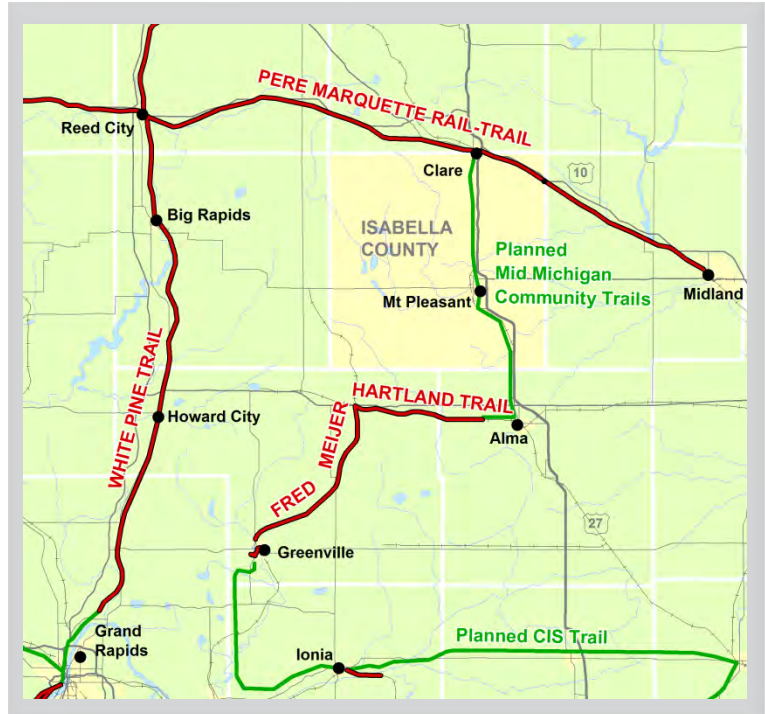 PERE MARQUETTE RAIL-TRAIL
Reed City
Clare
10
Big Rapids
ISABELLA
COUNTY
Planned
Mid Michigan
Community Trails
Midland
Mt Pleasant
WHITE PINE TRAIL
HARTLAND TRAIL
Howard City
MEIJER
Alma
FRED
27
Greenville
Planned CIS Trail
Grand
Rapids
Ionia